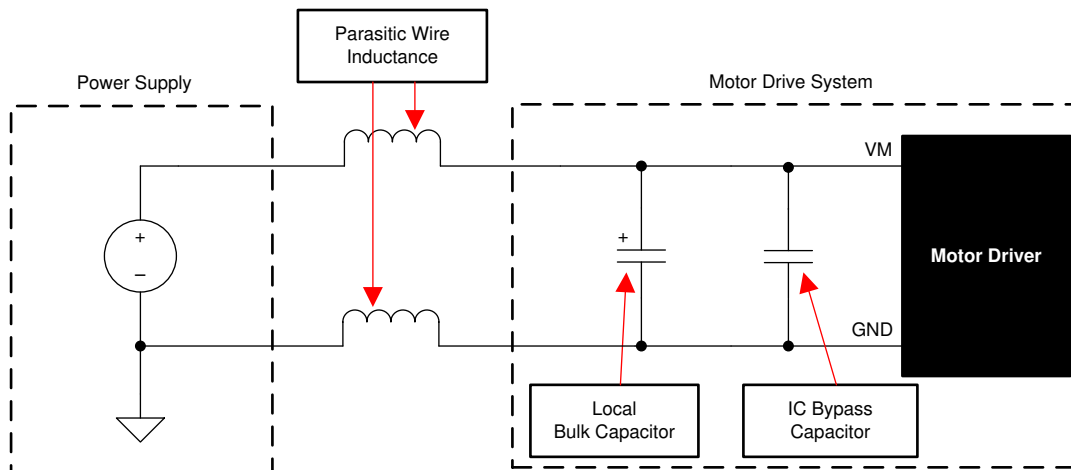 Parasitic Wire
Inductance
Power Supply
Motor Drive System
VM
+
–
+
Motor Driver
GND
Local
Bulk Capacitor
IC Bypass
Capacitor